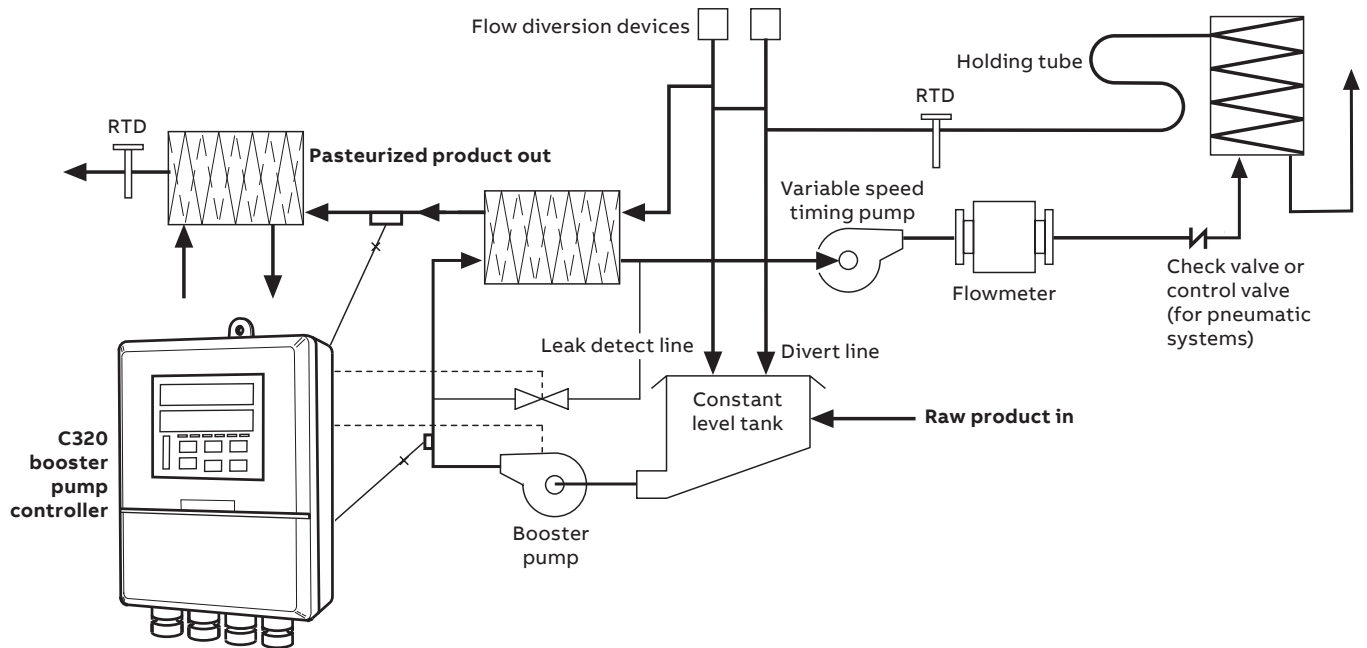 Flow diversion devices
Holding tube
RTD
RTD
Pasteurized product out
Variable speed
timing pump
Flowmeter
Check valve or
control valve
(for pneumatic
systems)
Leak detect line
Divert line
Constant
level tank
Raw product in
C320
booster
pump
controller
Booster
pump